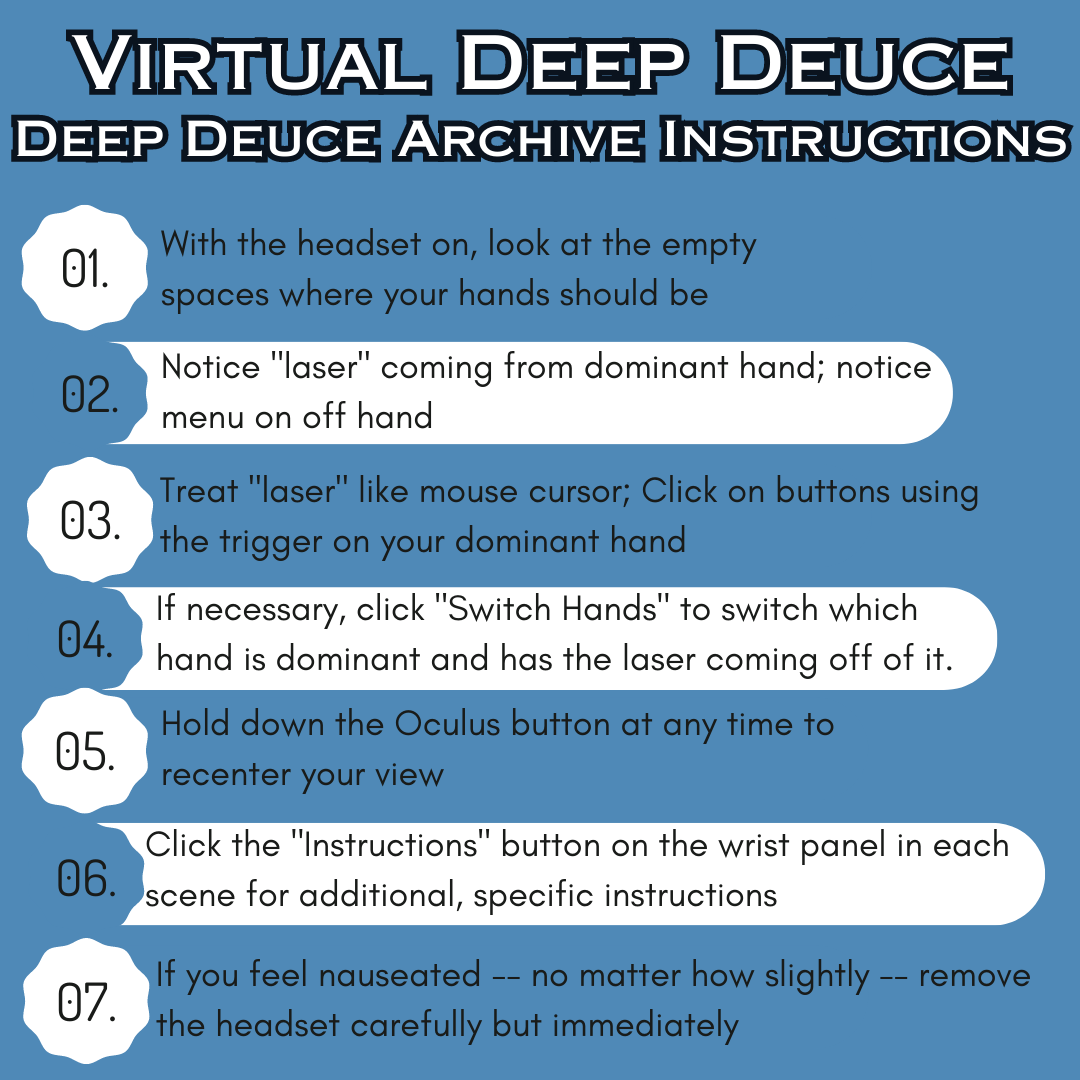 VIRTUAL DEEP DEUCE
DEEP DEUCE ARCHIVE INSTRUCTIONS
01.
With the headset on, look at the empty
spaces where your hands should be
02.
Notice "laser" coming from dominant hand; notice
menu on off hand
03.
Treat "laser" like mouse cursor; Click on buttons using
the trigger on your dominant hand
04.
If necessary, click "Switch Hands" to switch which
hand is dominant and has the laser coming off of it.
05.
Hold down the Oculus button at any time to
recenter your view
06.
Click the "Instructions" button on the wrist panel in each
scene for additional, specific instructions
07.
If you feel nauseated -- no matter how slightly -- remove
the headset carefully but immediately